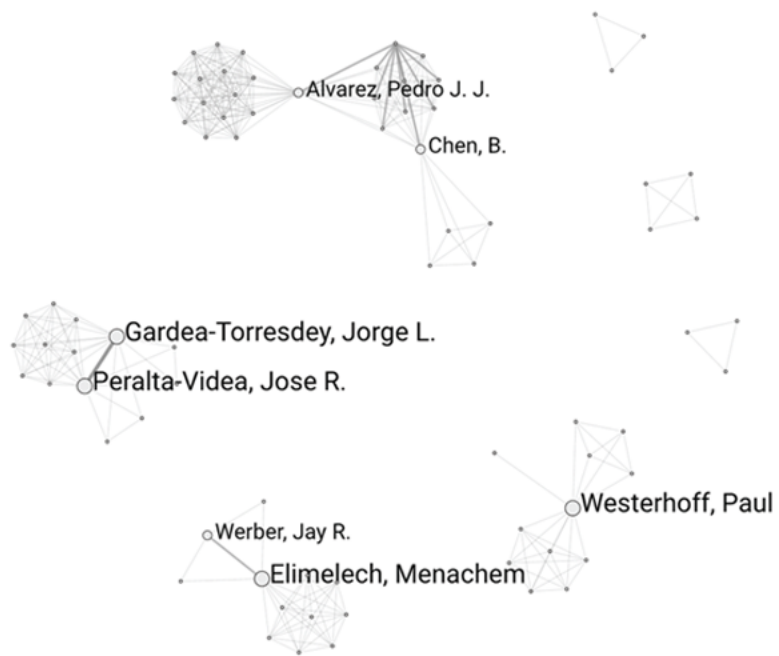 Alvarez, Pedro J. J.
Chen, B.
Gardea-Torresdey, Jorge L.
Peralta-Videa, Jose R.
Westerhoff, Paul
Werber, Jay R.
Elimelech, Menachem